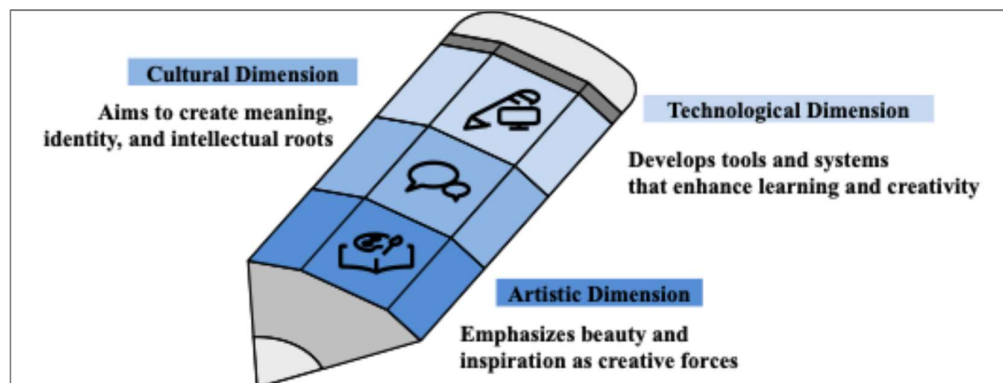 Cultural Dimension
Aims to create meaning,
identity, and intellectual roots
Technological Dimension
Develops tools and systems
that enhance learning and creativity
Artistic Dimension
Emphasizes beauty and
inspiration as creative forces